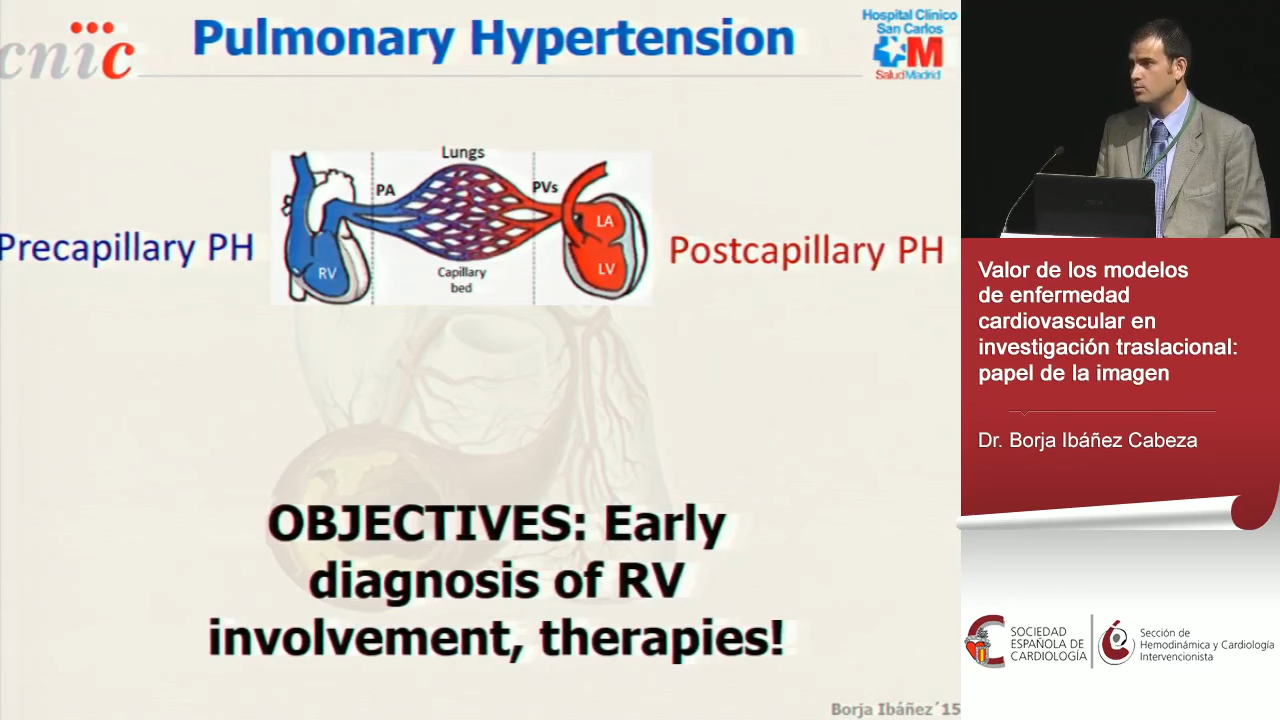 cnic
Pulmonary Hypertension
Hospital Clínico
San Carlos
M
SaludMadrid
Lungs
PA
PVs
LA
RV
LV
Capillary
bed
Precapillary PH
Postcapillary PH
OBJECTIVES: Early
diagnosis of RV
involvement, therapies!
Borja Ibáñez´15
Valor de los modelos
de enfermedad
cardiovascular en
investigación traslacional:
papel de la imagen
Dr. Borja Ibáñez Cabeza
SOCIEDAD
ESPAÑOLA DE
CARDIOLOGÍA
Sección de
Hemodinámica y Cardiología
Intervencionista